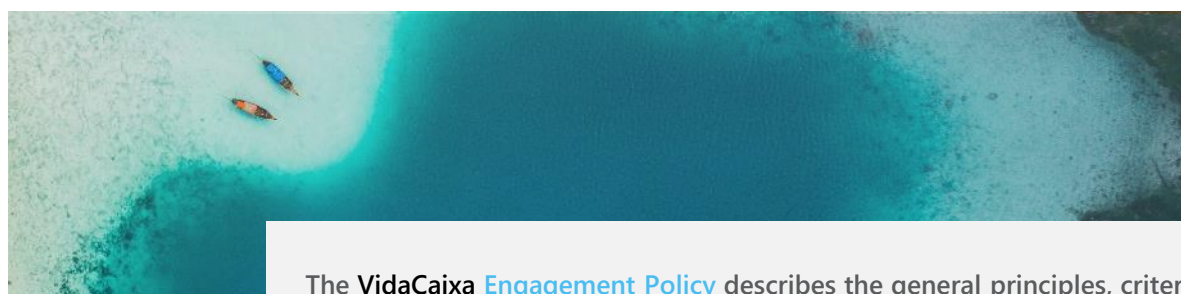 The VidaCaixa Engagement Policy describes the general principles, criter